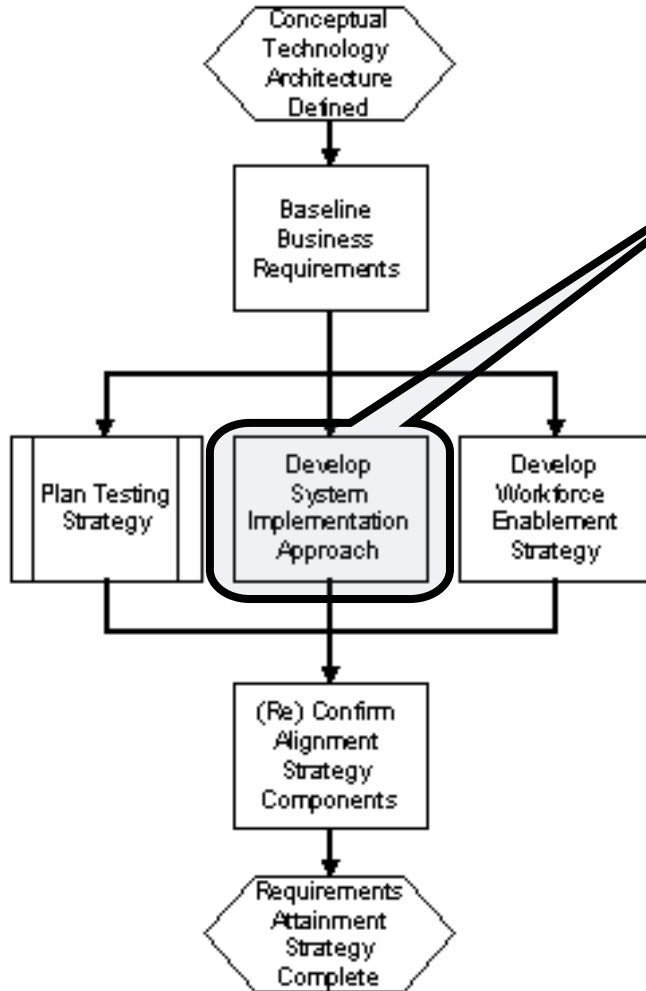 Conceptual
Technology
Architecture
Defined
Baseline
Business
Requirements
Plan Testing
Strategy
Develop
System
Implementation
Approach
Develop
Workforce
Enablement
Strategy
(Re) Confirm
Alignment
Strategy
Components
Requirements
Attainment
Strategy
Complete